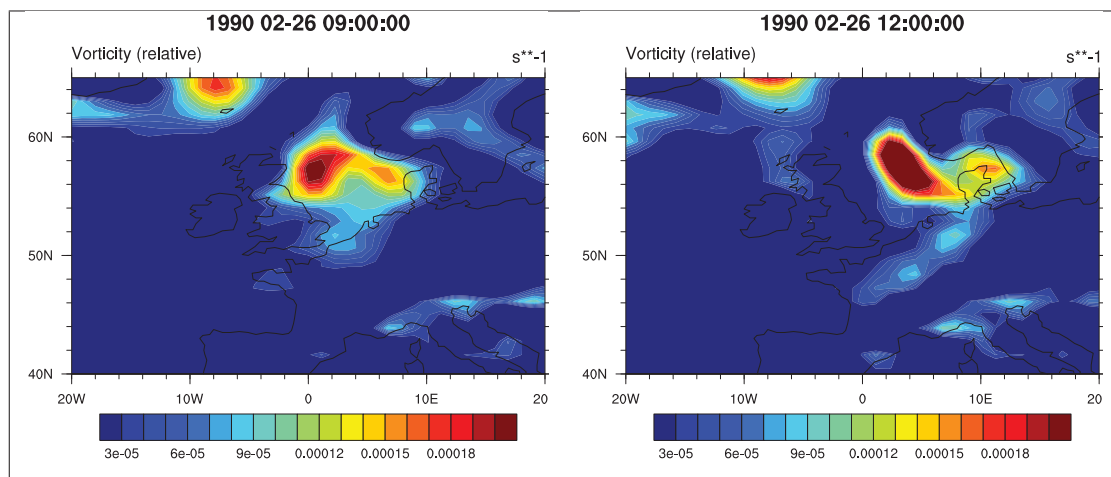 1990 02-26 09:00:00
Vorticity (relative) s**-1
60N
50N
40N
20W 10W 0 10E 20
3e-05 6e-05 9e-05 0.00012 0.00015 0.00018
1990 02-26 12:00:00
Vorticity (relative) s**-1
60N
50N
40N
20W 10W 0 10E 20
3e-05 6e-05 9e-05 0.00012 0.00015 0.00018